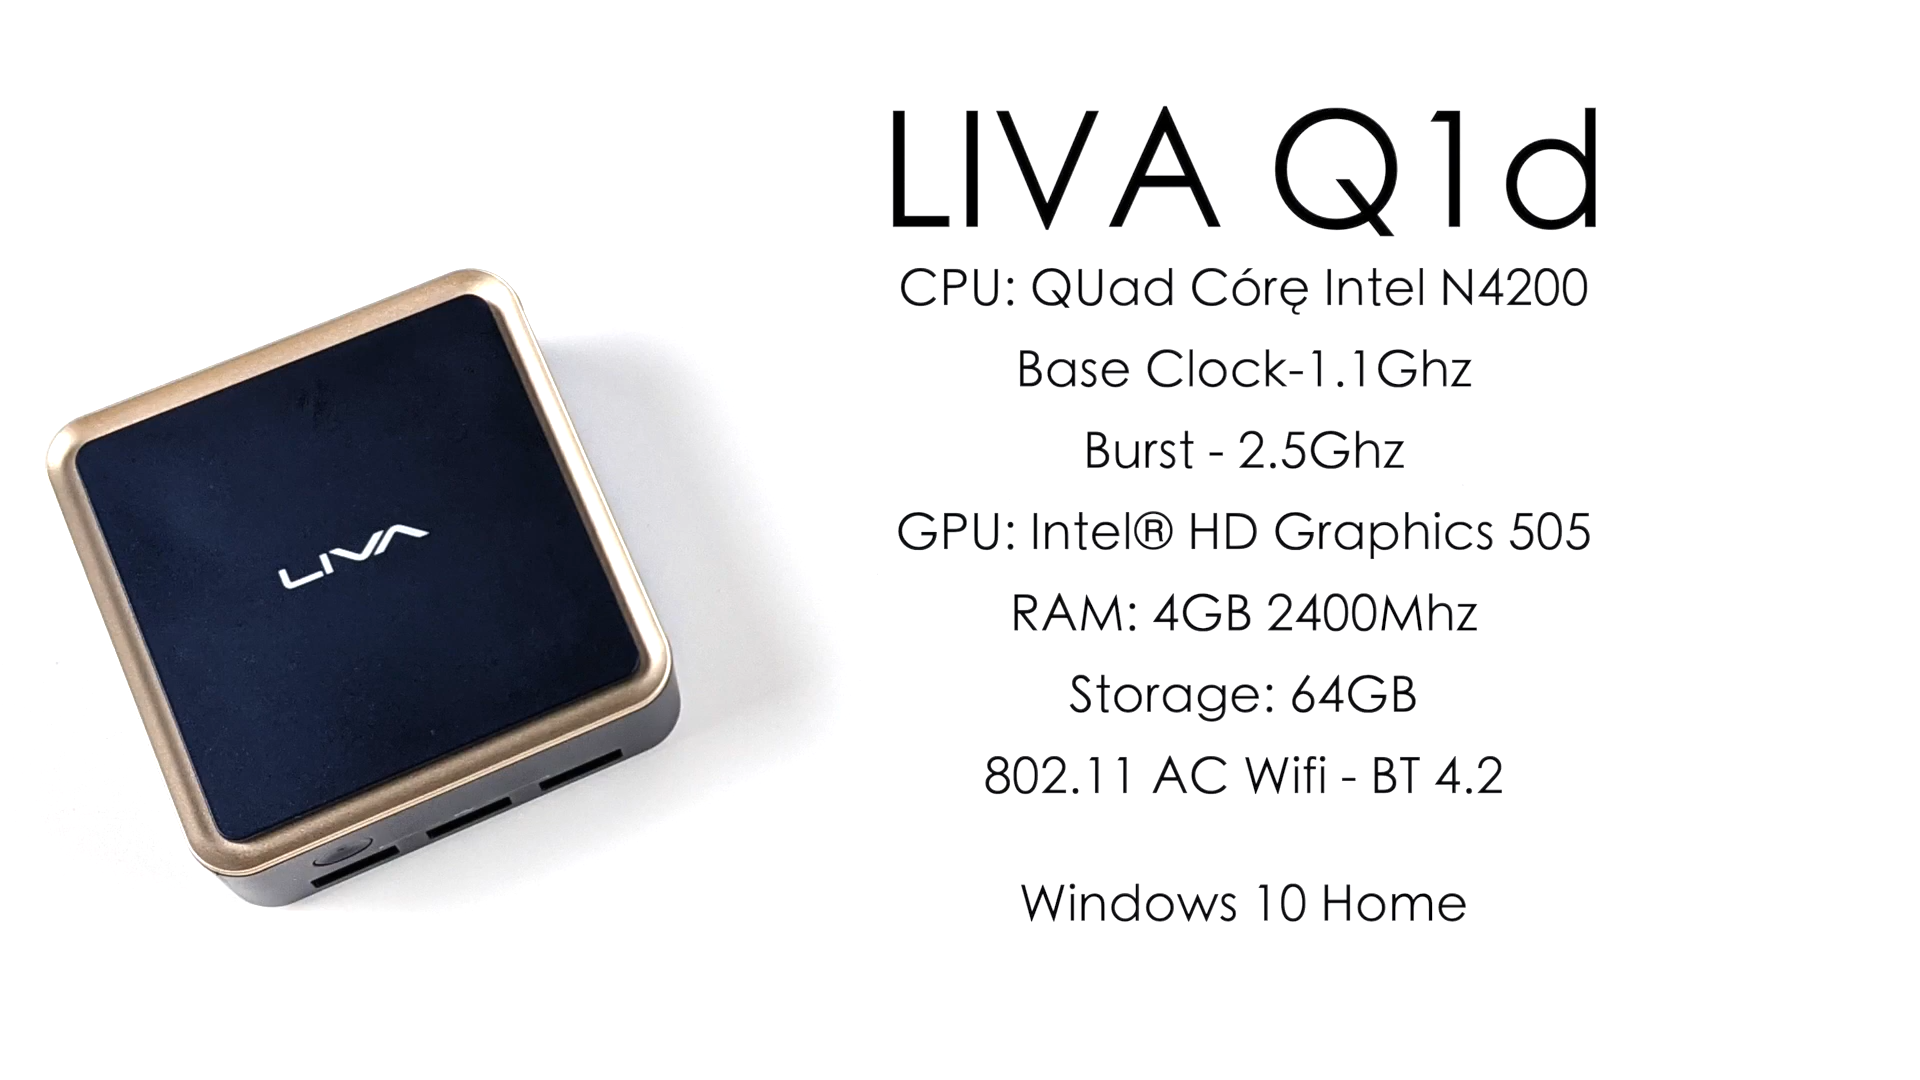 LIVA Q1d
CPU: QUad Córę Intel N4200
Base Clock-1.1Ghz
Burst - 2.5Ghz
GPU: Intel® HD Graphics 505
RAM: 4GB 2400Mhz
Storage: 64GB
802.11 AC Wifi - BT 4.2
Windows 10 Home
LIVA